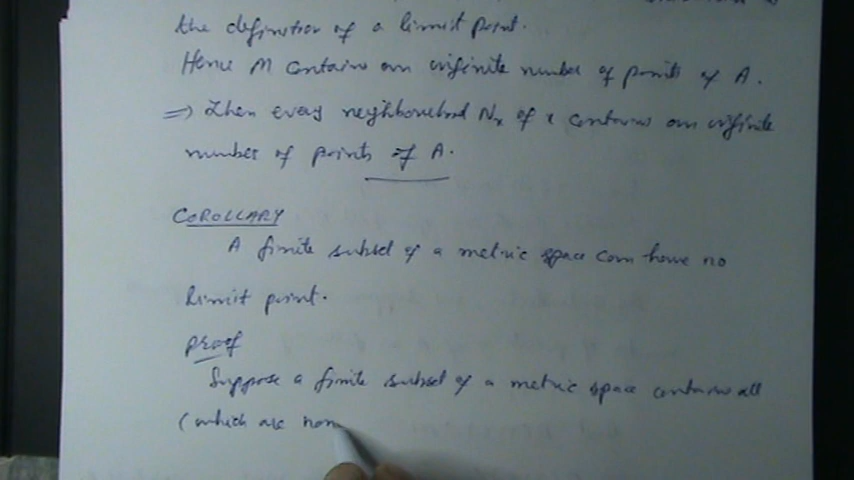 the definition of a limit point.
Hence M contains an infinite number of points of A.
=> Then every neighbourhood Nx of x contains an infinite
number of points of A.
COROLLARY
A finite subset of a metric space can have no
limit point.
Proof
Suppose a finite subset of a metric space contains all
(which are non